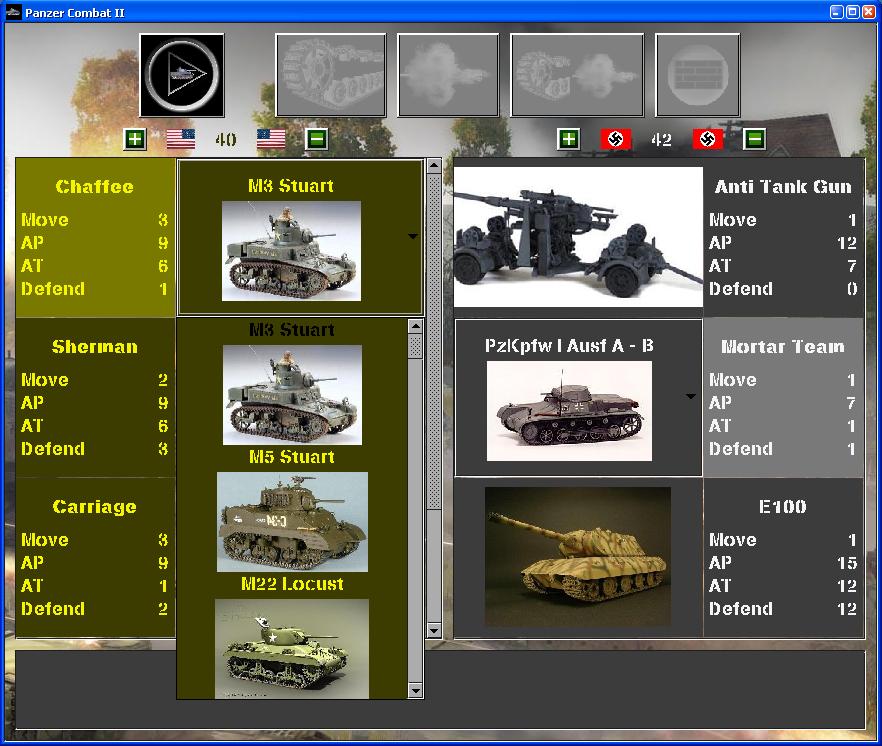 Panzer Combat II
40
42
Chaffee
Move 3
AP 9
AT 6
Defend 1
M3 Stuart
Anti Tank Gun
Move 1
AP 12
AT 7
Defend 0
Sherman
Move 2
AP 9
AT 6
Defend 3
M3 Stuart
M5 Stuart
M22 Locust
PzKpfw I Ausf A - B
Mortar Team
Move 1
AP 7
AT 1
Defend 1
Carriage
Move 3
AP 9
AT 1
Defend 2
E100
Move 1
AP 15
AT 12
Defend 12